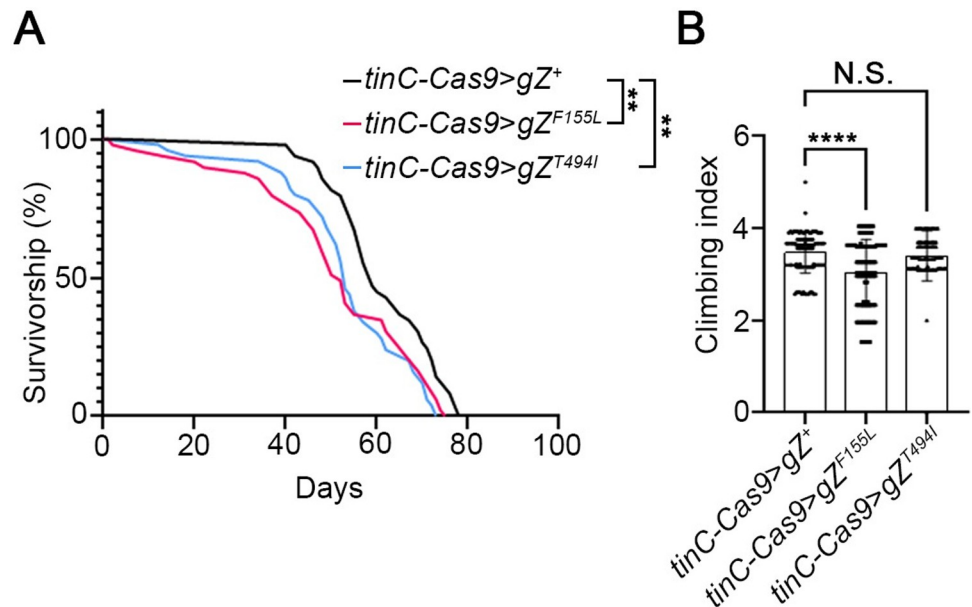 A
tinC-Cas9>gZ+
tinC-Cas9>gZF155L
tinC-Cas9>gZT494I
**
**
Survivorship (%)
100
50
0
0 20 40 60 80 100
Days
B
N.S.
****
Climbing index
6
4
2
0
tinC-Cas9>gZ+
tinC-Cas9>gZF155L
tinC-Cas9>gZT494I